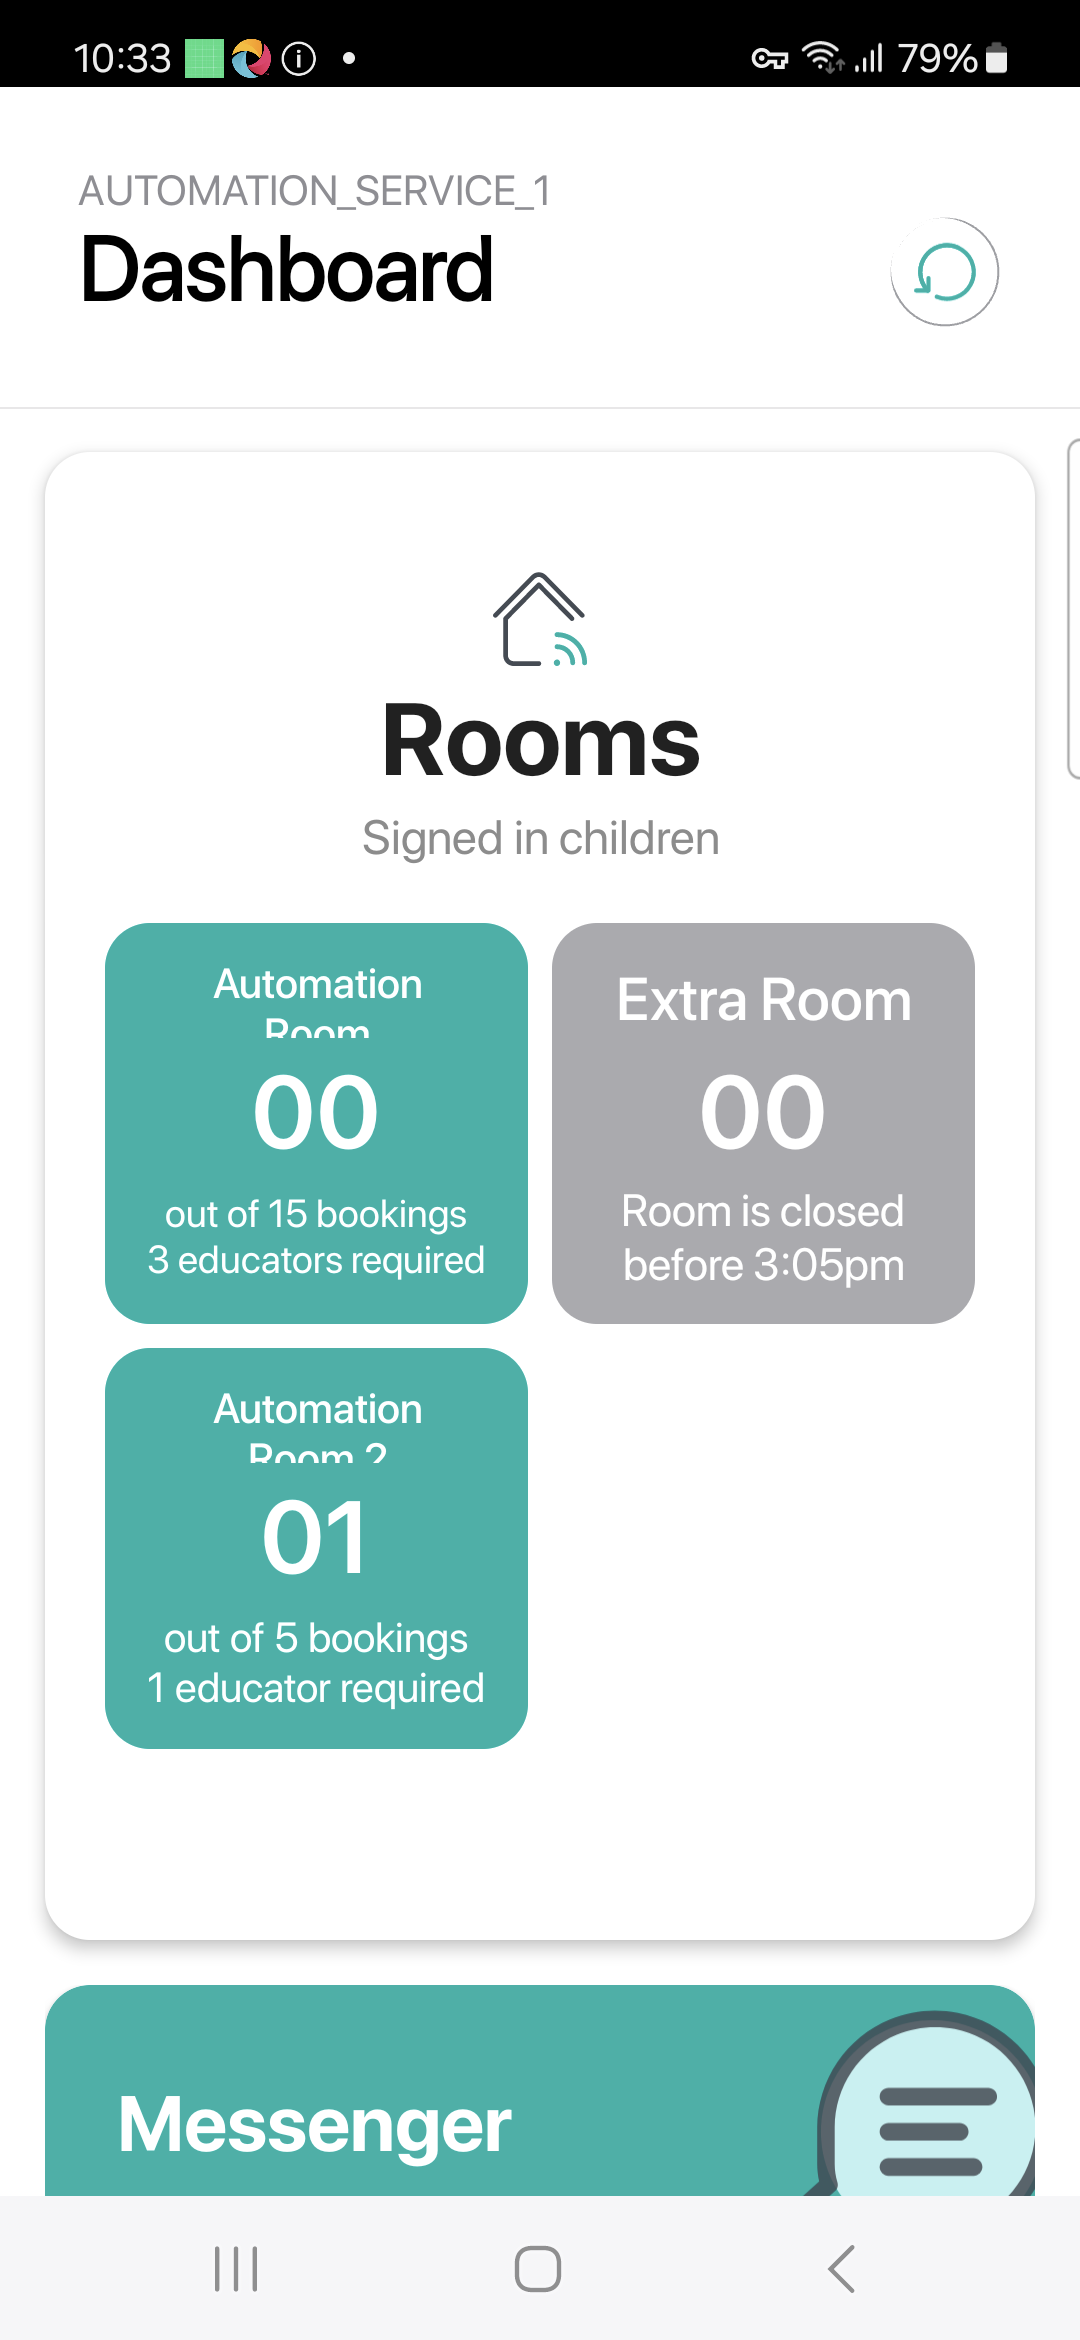 10:33
79%
AUTOMATION_SERVICE_1
Dashboard
Rooms
Signed in children
Automation
Room
00
out of 15 bookings
3 educators required
Extra Room
00
Room is closed
before 3:05pm
Automation
Room 2
01
out of 5 bookings
1 educator required
Messenger